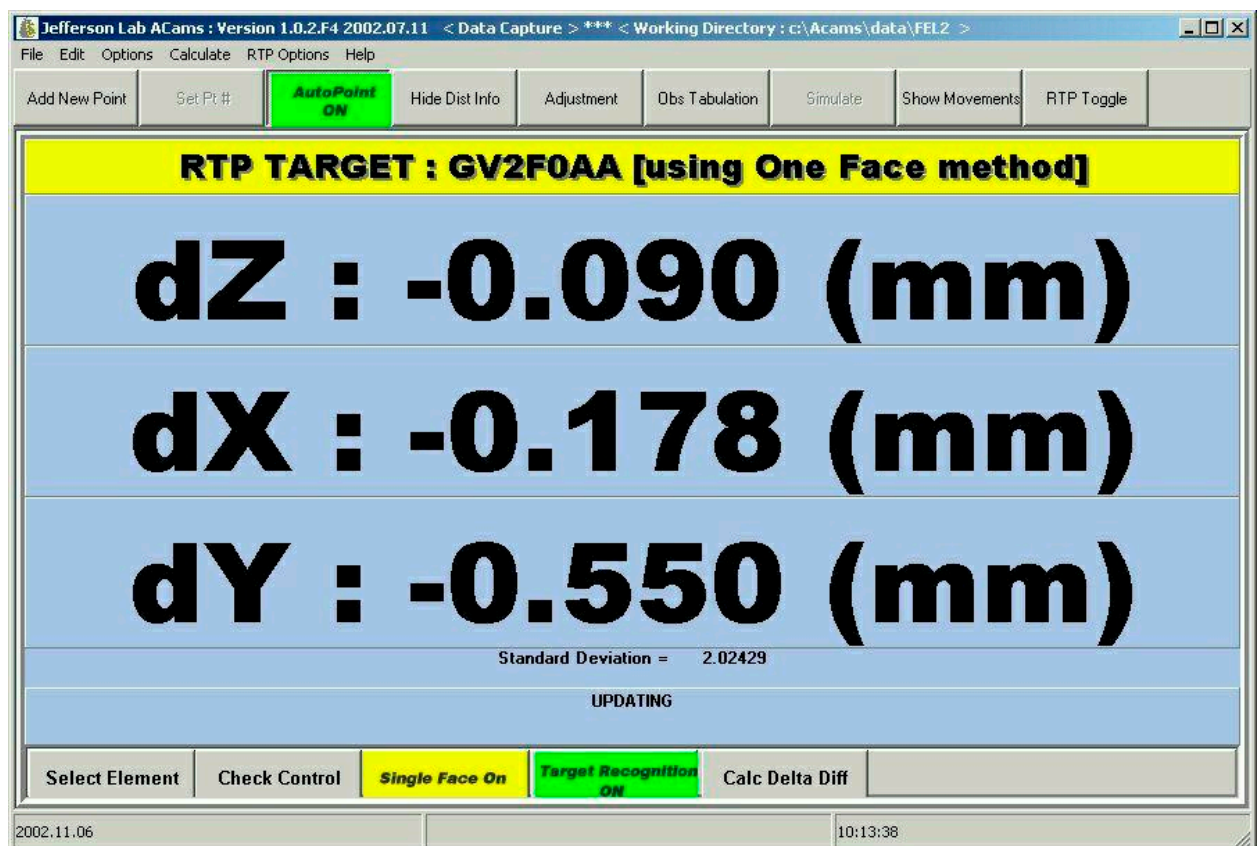 Jefferson Lab ACams : Version 1.0.2.F4 2002.07.11 < Data Capture > *** < Working Directory : c:\Acams\data\FEL2 >
File Edit Options Calculate RTP Options Help
Add New Point Set Pt # AutoPoint ON Hide Dist Info Adjustment Obs Tabulation Simulate Show Movements RTP Toggle
RTP TARGET : GV2F0AA [using One Face method]
dZ : -0.090 (mm)
dX : -0.178 (mm)
dY : -0.550 (mm)
Standard Deviation = 2.02429
UPDATING
Select Element Check Control Single Face On Target Recognition ON Calc Delta Diff
2002.11.06 10:13:38